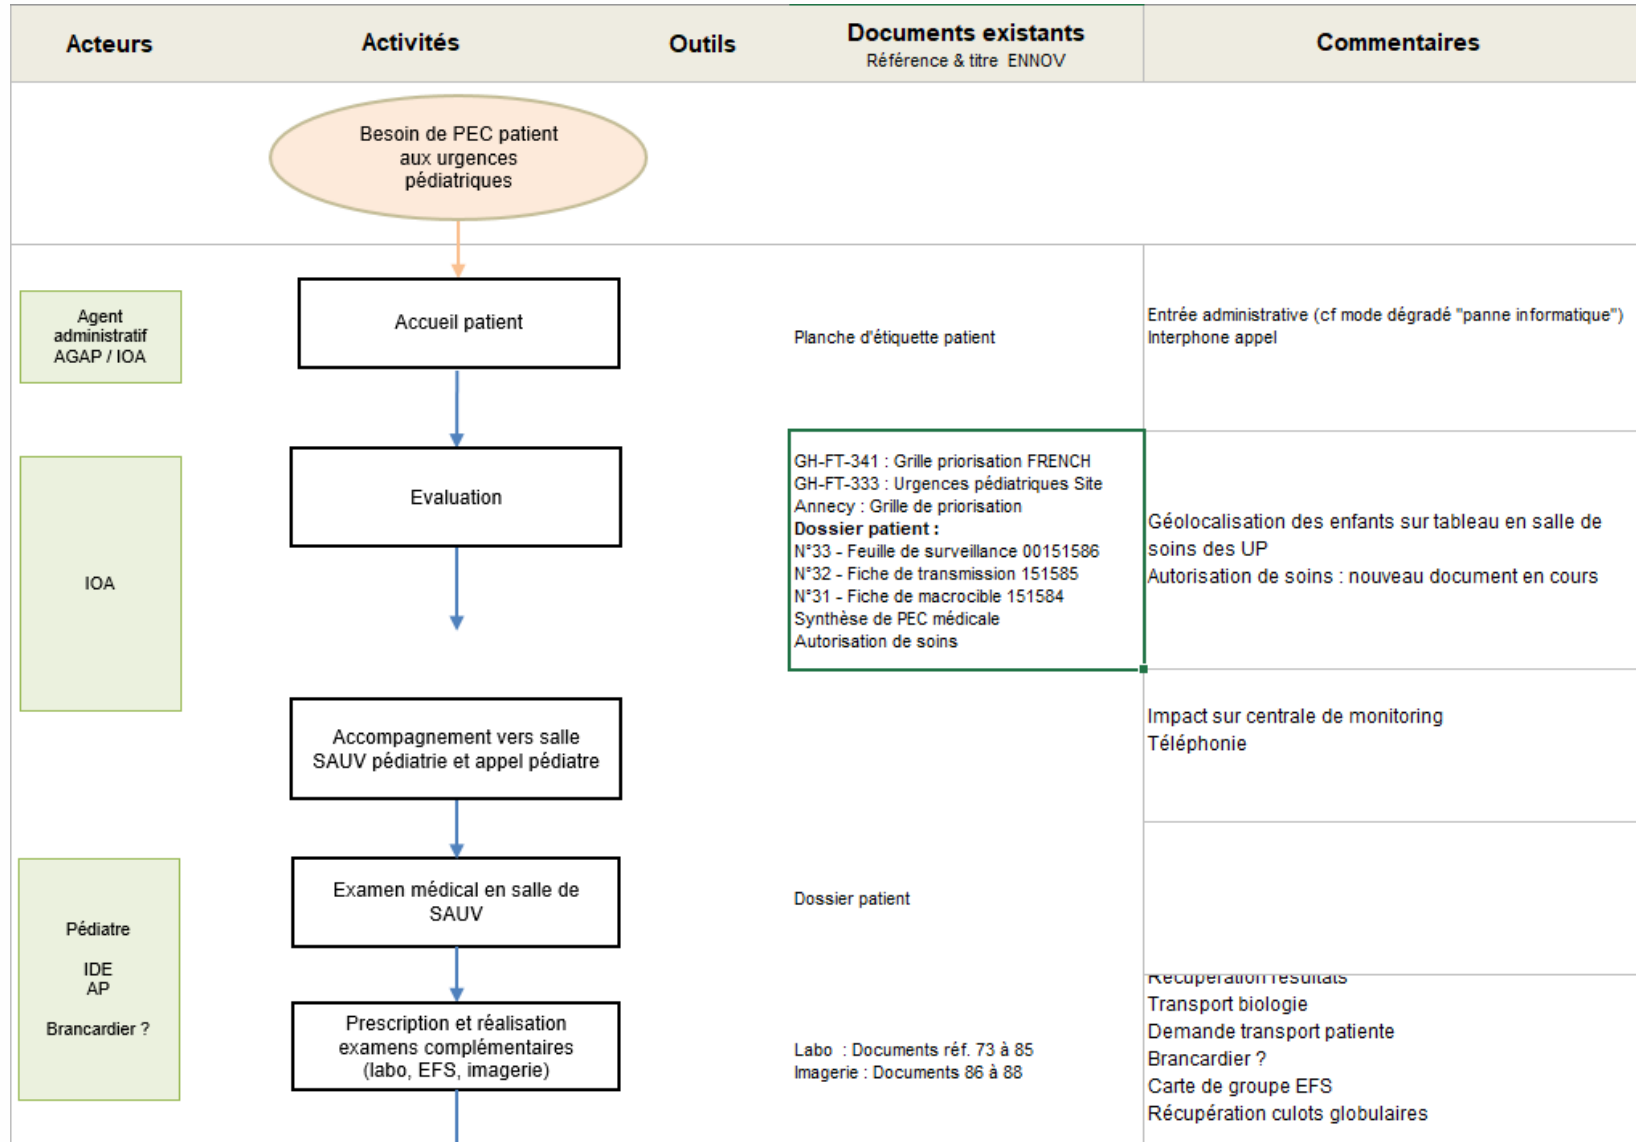 Acteurs
Activités
Outils
Documents existants
Référence & titre ENNOV
Commentaires
Besoin de PEC patient
aux urgences
pédiatriques
Agent
administratif
AGAP / IOA
Accueil patient
Planche d'étiquette patient
Entrée administrative (cf mode dégradé "panne informatique")
Interphone appel
IOA
Evaluation
GH-FT-341 : Grille priorisation FRENCH
GH-FT-333 : Urgences pédiatriques Site
Annecy : Grille de priorisation
Dossier patient :
N°33 - Feuille de surveillance 00151586
N°32 - Fiche de transmission 151585
N°31 - Fiche de macrocible 151584
Synthèse de PEC médicale
Autorisation de soins
Géolocalisation des enfants sur tableau en salle de
soins des UP
Autorisation de soins : nouveau document en cours
Accompagnement vers salle
SAUV pédiatrie et appel pédiatre
Impact sur centrale de monitoring
Téléphonie
Pédiatre
IDE
AP
Brancardier ?
Examen médical en salle de
SAUV
Dossier patient
Prescription et réalisation
examens complémentaires
(labo, EFS, imagerie)
Labo : Documents réf. 73 à 85
Imagerie : Documents 86 à 88
Récupération résultats
Transport biologie
Demande transport patiente
Brancardier ?
Carte de groupe EFS
Récupération culots globulaires